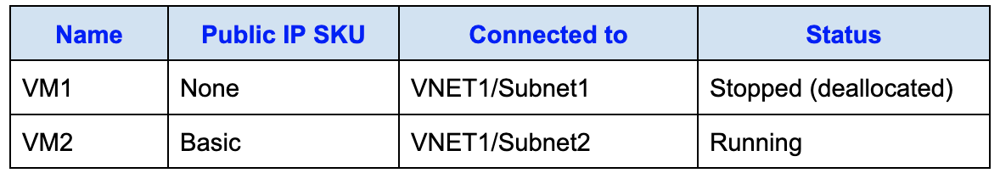 Name Public IP SKU Connected to Status
VM1 None VNET1/Subnet1 Stopped (deallocated)
VM2 Basic VNET1/Subnet2 Running